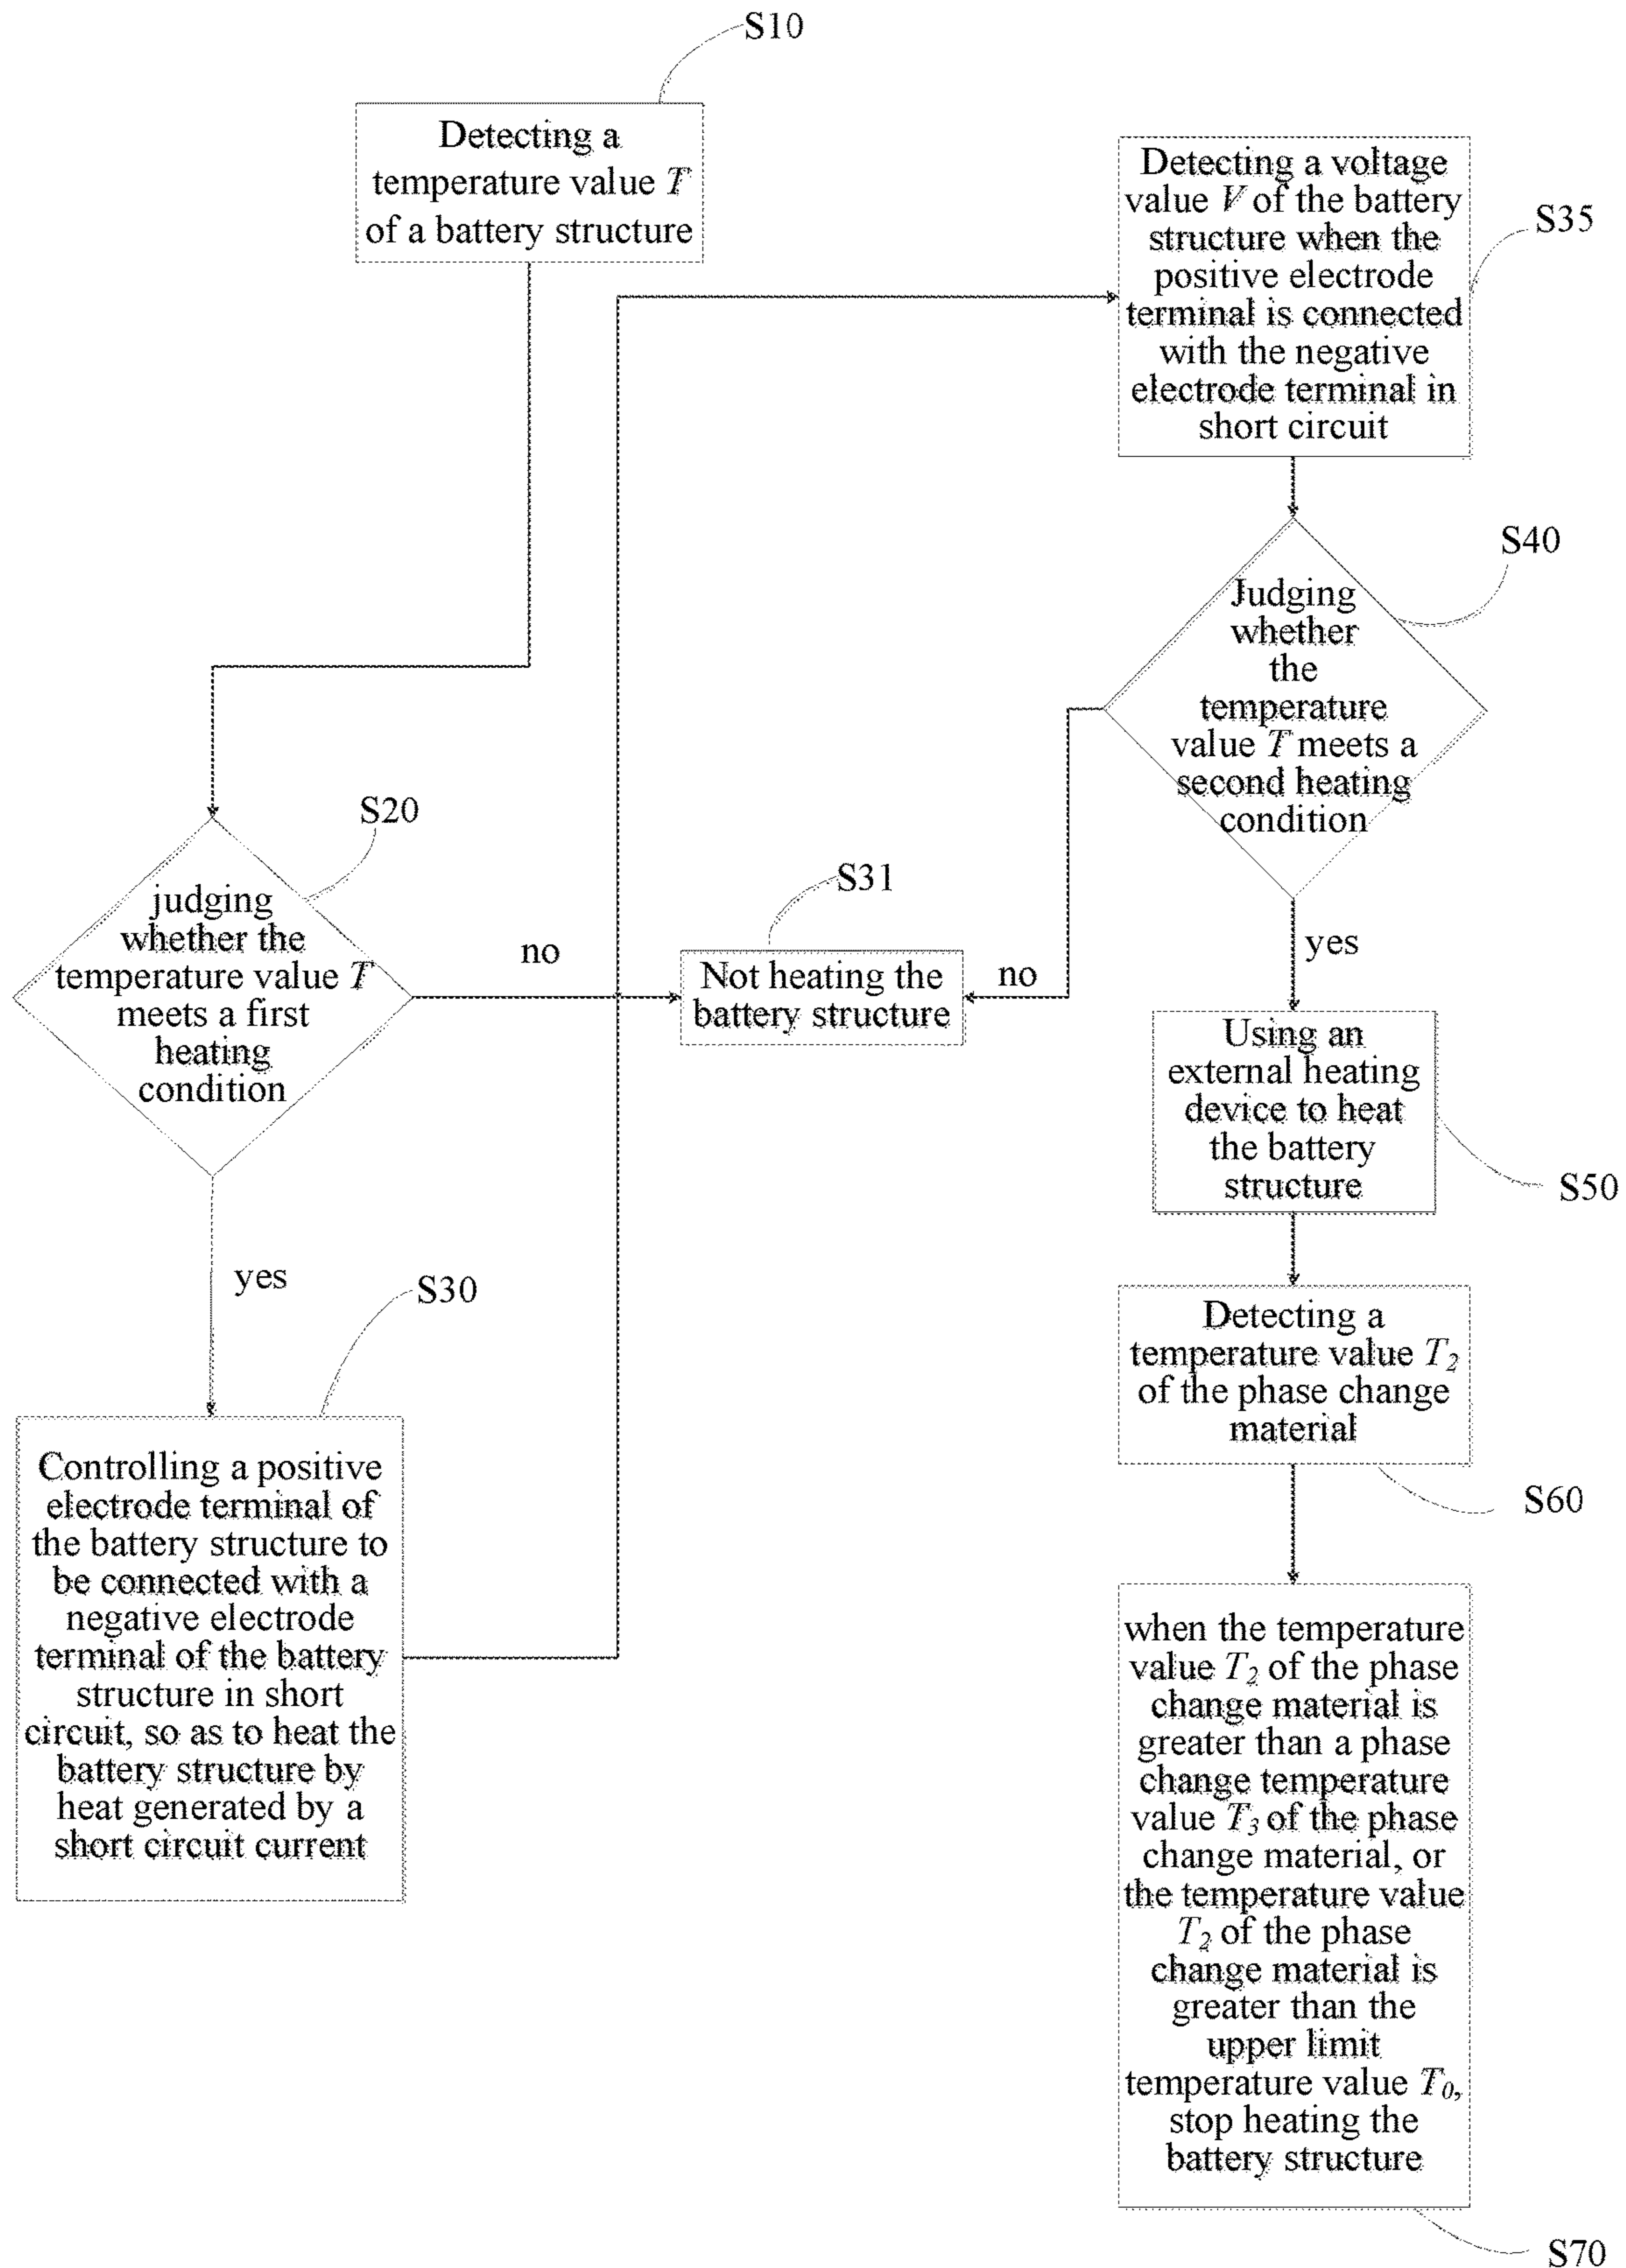 S10
Detecting a
temperature value T
of a battery structure
Detecting a voltage
value V of the battery
structure when the
positive electrode
terminal is connected
with the negative
electrode terminal in
short circuit
S35
S40
Judging
whether
the
temperature
value T meets a
second heating
condition
S20
judging
whether the
temperature value T
meets a first
heating
condition
no
S31
Not heating the
battery structure
no
yes
Using an
external heating
device to heat
the battery
structure
S50
yes
S30
Controlling a positive
electrode terminal of
the battery structure to
be connected with a
negative electrode
terminal of the battery
structure in short
circuit, so as to heat the
battery structure by
heat generated by a
short circuit current
Detecting a
temperature value T2
of the phase change
material
S60
when the temperature
value T2 of the phase
change material is
greater than a phase
change temperature
value T3 of the phase
change material, or
the temperature value
T2 of the phase
change material is
greater than the
upper limit
temperature value T0,
stop heating the
battery structure
S70